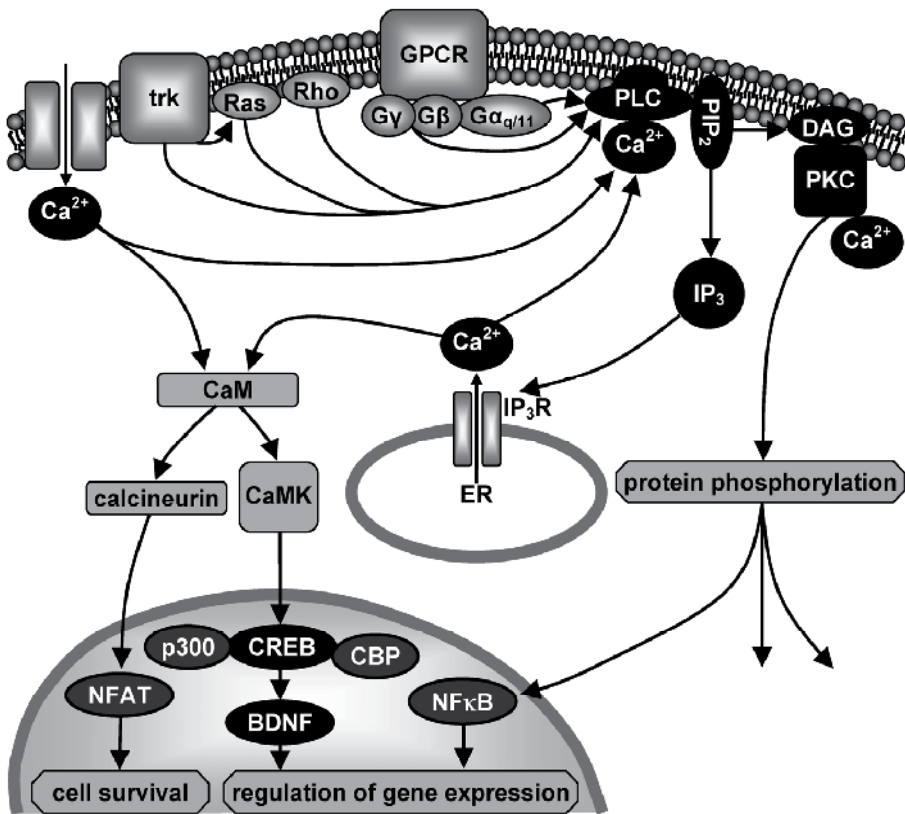 GPCR
trk
Ras
Rho
Gγ
Gβ
Gα_q/11
PLC
PIP₂
DAG
Ca²⁺
PKC
Ca²⁺
Ca²⁺
IP₃
Ca²⁺
CaM
IP₃R
ER
calcineurin
CaMK
protein phosphorylation
p300
CREB
CBP
NFAT
NFκB
BDNF
cell survival
regulation of gene expression